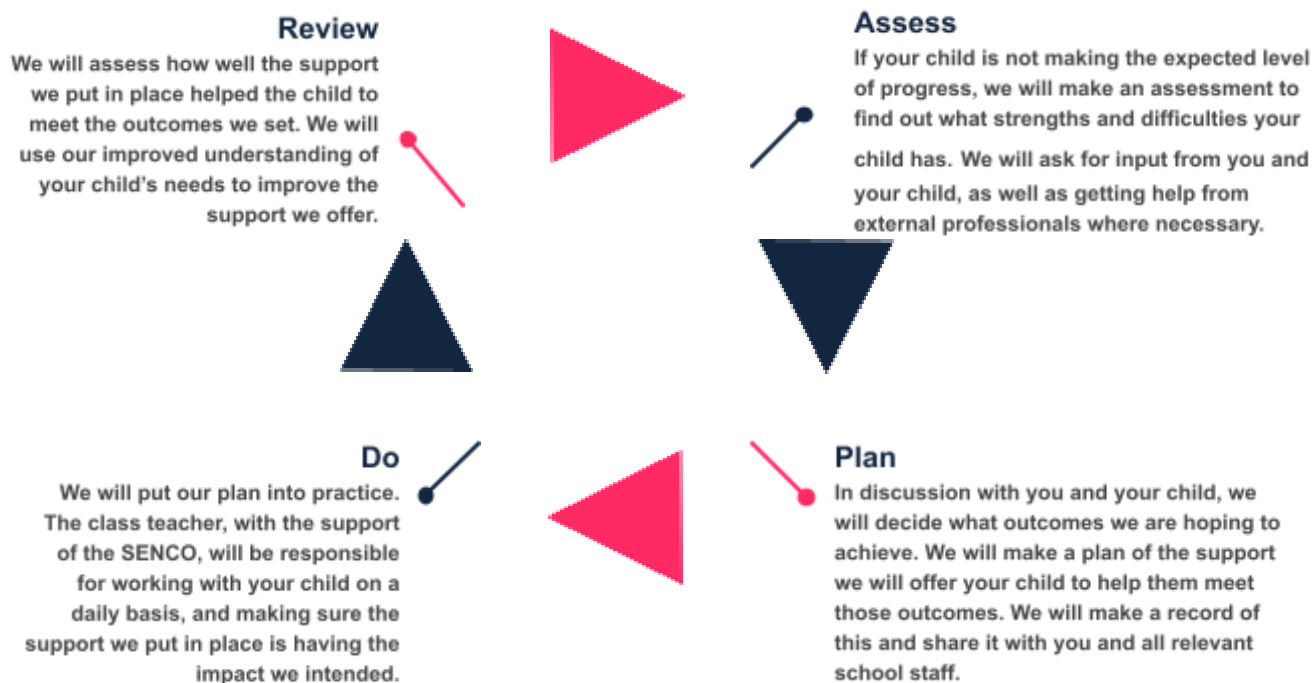 Review
We will assess how well the support
we put in place helped the child to
meet the outcomes we set. We will
use our improved understanding of
your child's needs to improve the
support we offer.
Assess
If your child is not making the expected level
of progress, we will make an assessment to
find out what strengths and difficulties your
child has. We will ask for input from you and
your child, as well as getting help from
external professionals where necessary.
Do
We will put our plan into practice.
The class teacher, with the support
of the SENCO, will be responsible
for working with your child on a
daily basis, and making sure the
support we put in place is having the
impact we intended.
Plan
In discussion with you and your child, we
will decide what outcomes we are hoping to
achieve. We will make a plan of the support
we will offer your child to help them meet
those outcomes. We will make a record of
this and share it with you and all relevant
school staff.